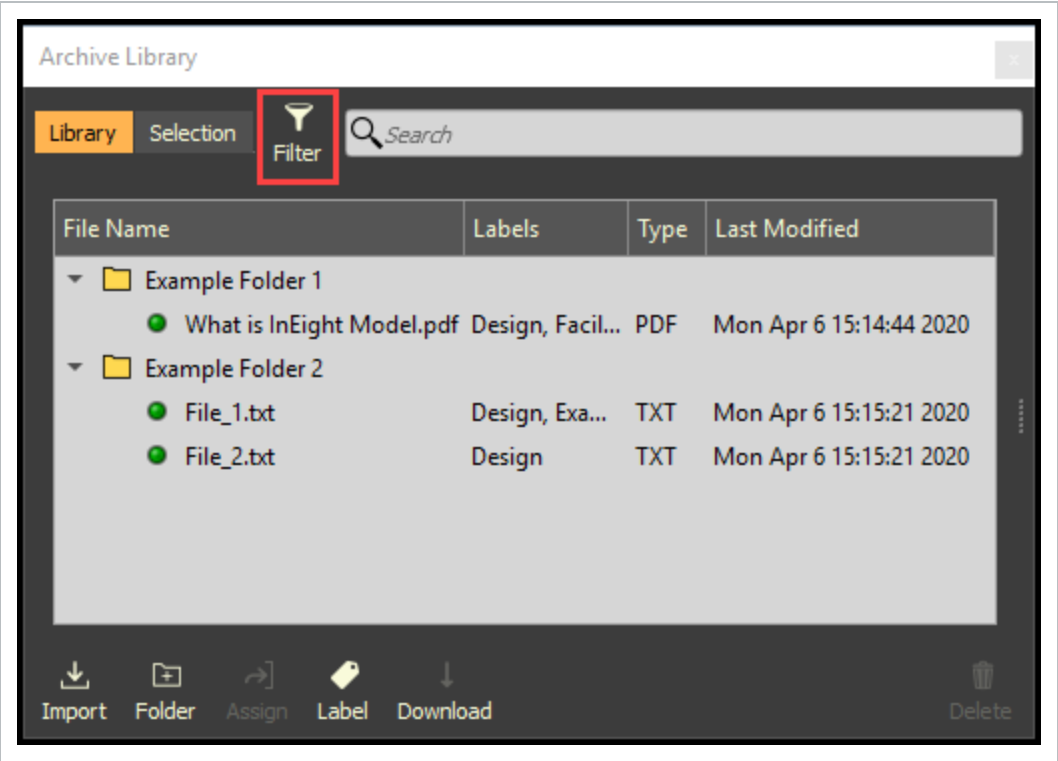 Archive Library
x
Library Selection Filter Search
File Name Labels Type Last Modified
Example Folder 1
What is InEight Model.pdf Design, Facil... PDF Mon Apr 6 15:14:44 2020
Example Folder 2
File_1.txt Design, Exa... TXT Mon Apr 6 15:15:21 2020
File_2.txt Design TXT Mon Apr 6 15:15:21 2020
Import Folder Assign Label Download Delete